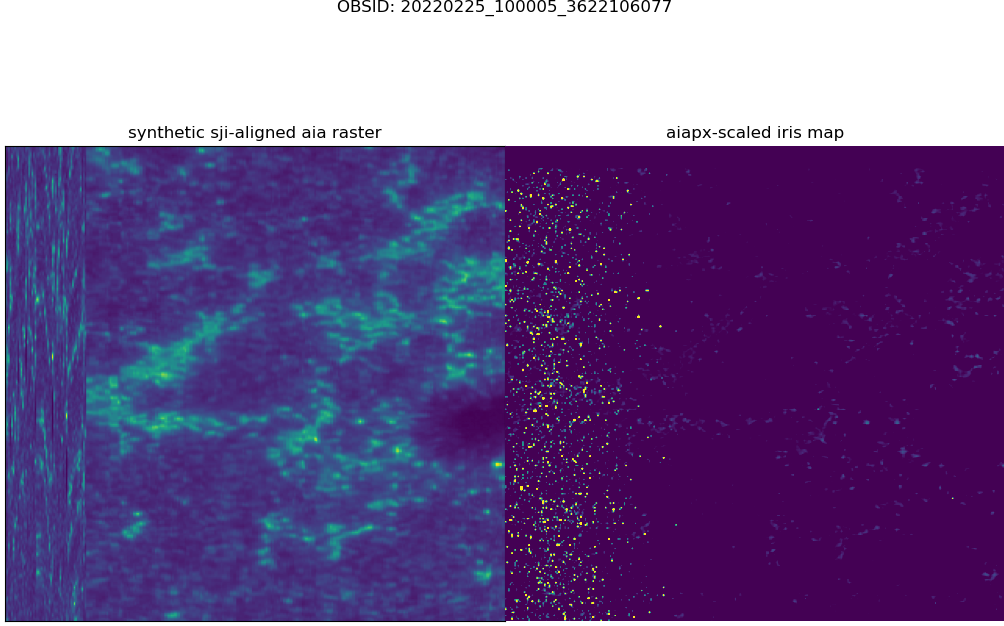 OBSID: 20220225_100005_3622106077
synthetic sji-aligned aia raster
aiapx-scaled iris map